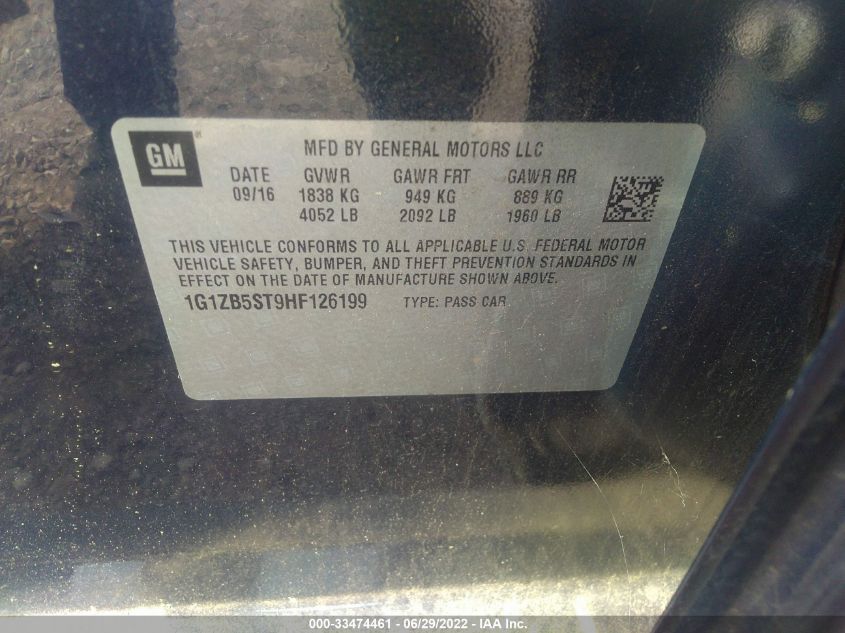 GM ®
MFD BY GENERAL MOTORS LLC
DATE GVWR GAWR FRT GAWR RR
09/16 1838 KG 949 KG 889 KG
4052 LB 2092 LB 1960 LB
THIS VEHICLE CONFORMS TO ALL APPLICABLE U.S. FEDERAL MOTOR
VEHICLE SAFETY, BUMPER, AND THEFT PREVENTION STANDARDS IN
EFFECT ON THE DATE OF MANUFACTURE SHOWN ABOVE.
1G1ZB5ST9HF126199 TYPE: PASS CAR
000-33474461 - 06/29/2022 - IAA Inc.